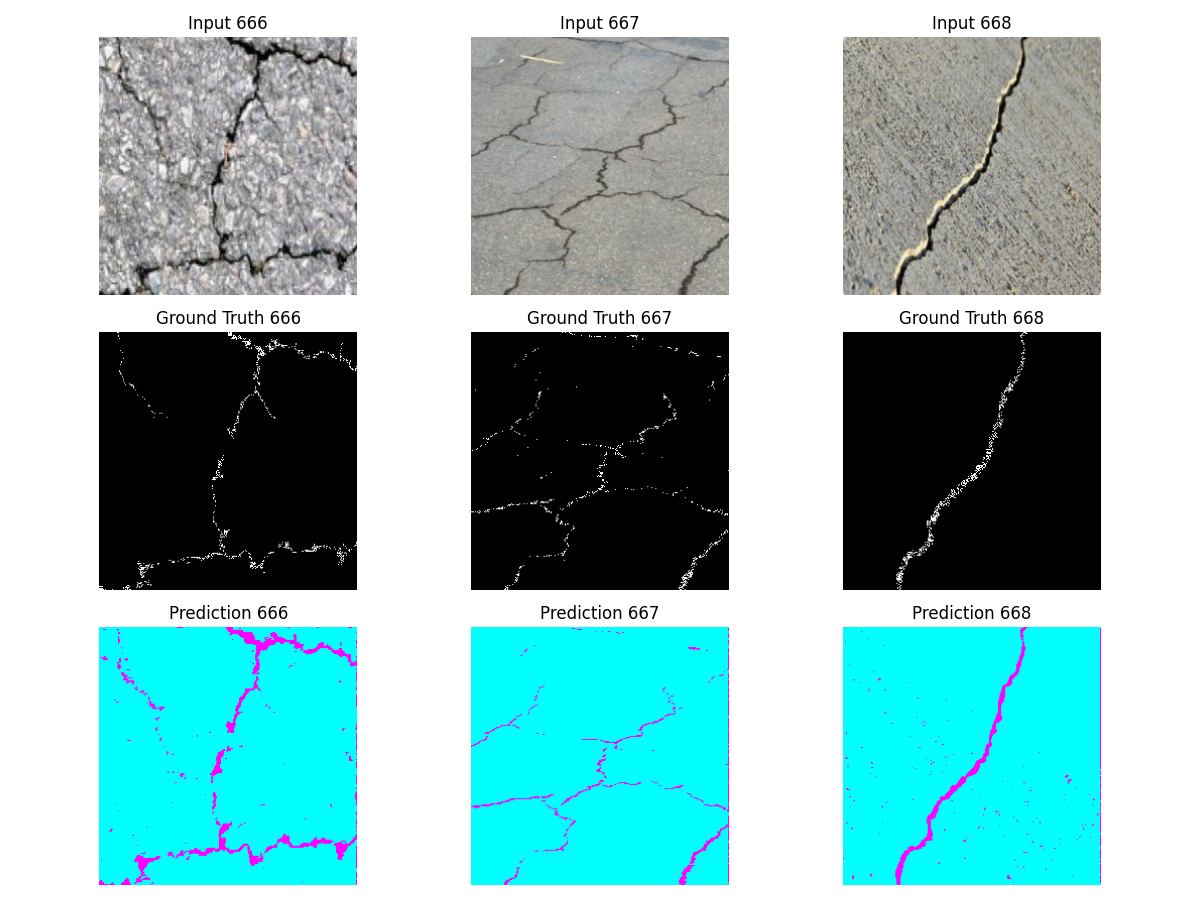 Input 666
Input 667
Input 668
Ground Truth 666
Ground Truth 667
Ground Truth 668
Prediction 666
Prediction 667
Prediction 668